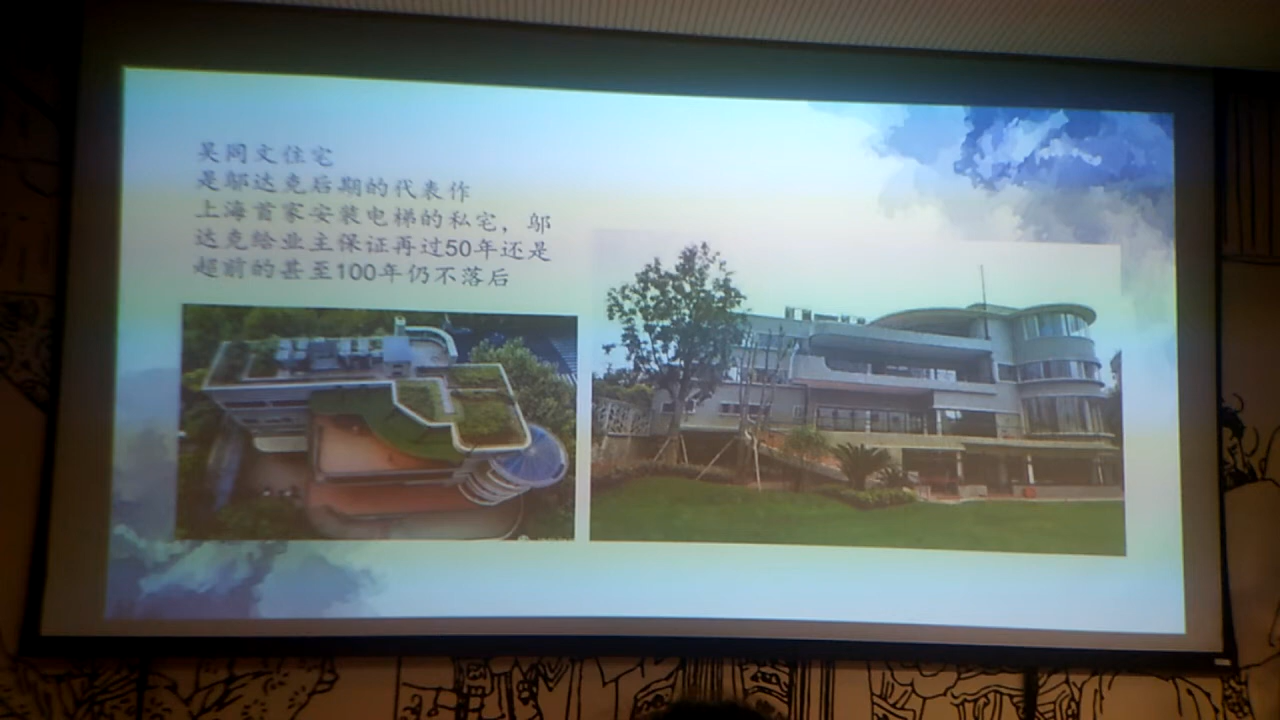 吴同文住宅
是邬达克后期的代表作
上海首家安装电梯的私宅，邬
达克给业主保证再过50年还是
超前的甚至100年仍不落后